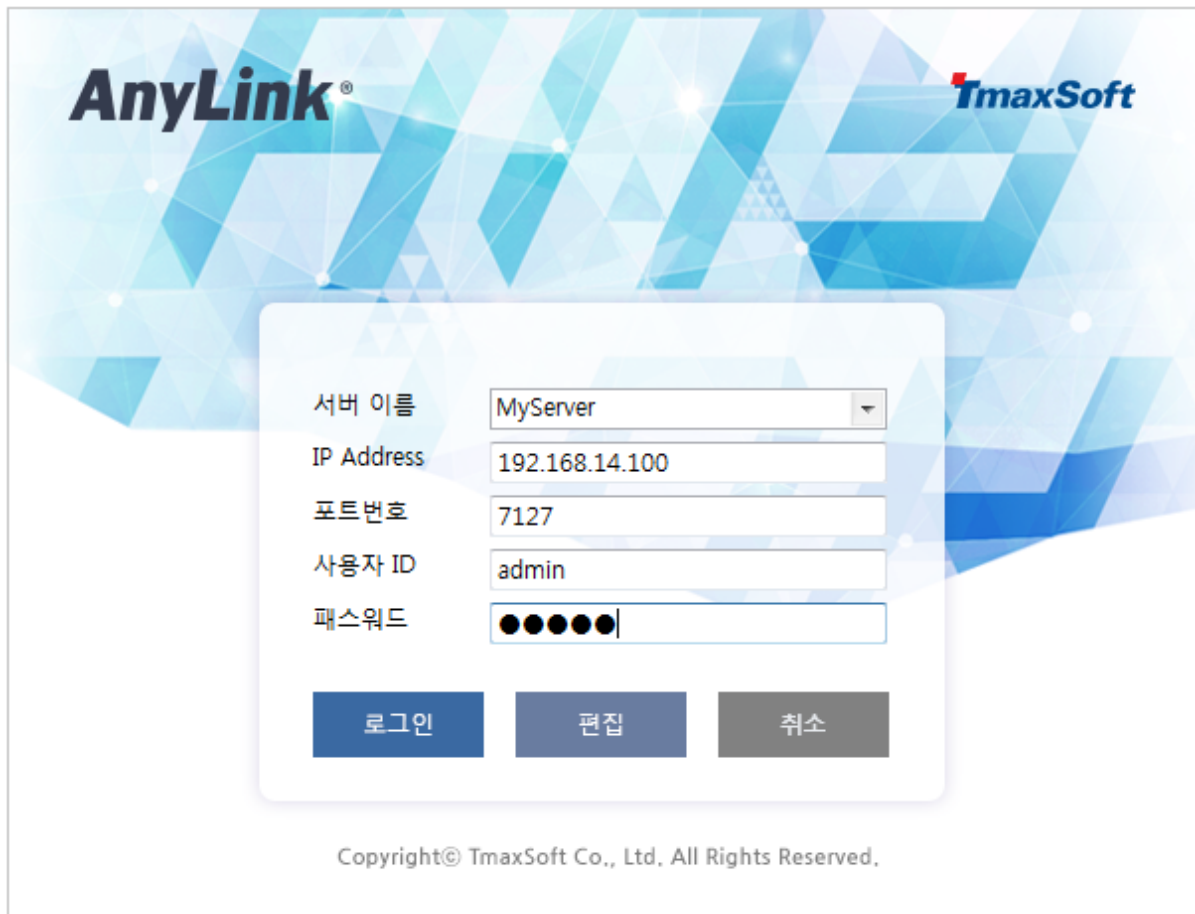 AnyLink®
TmaxSoft
서버 이름 MyServer
IP Address 192.168.14.100
포트번호 7127
사용자 ID admin
패스워드 ●●●●●
로그인 편집 취소
Copyrightⓒ TmaxSoft Co., Ltd. All Rights Reserved.